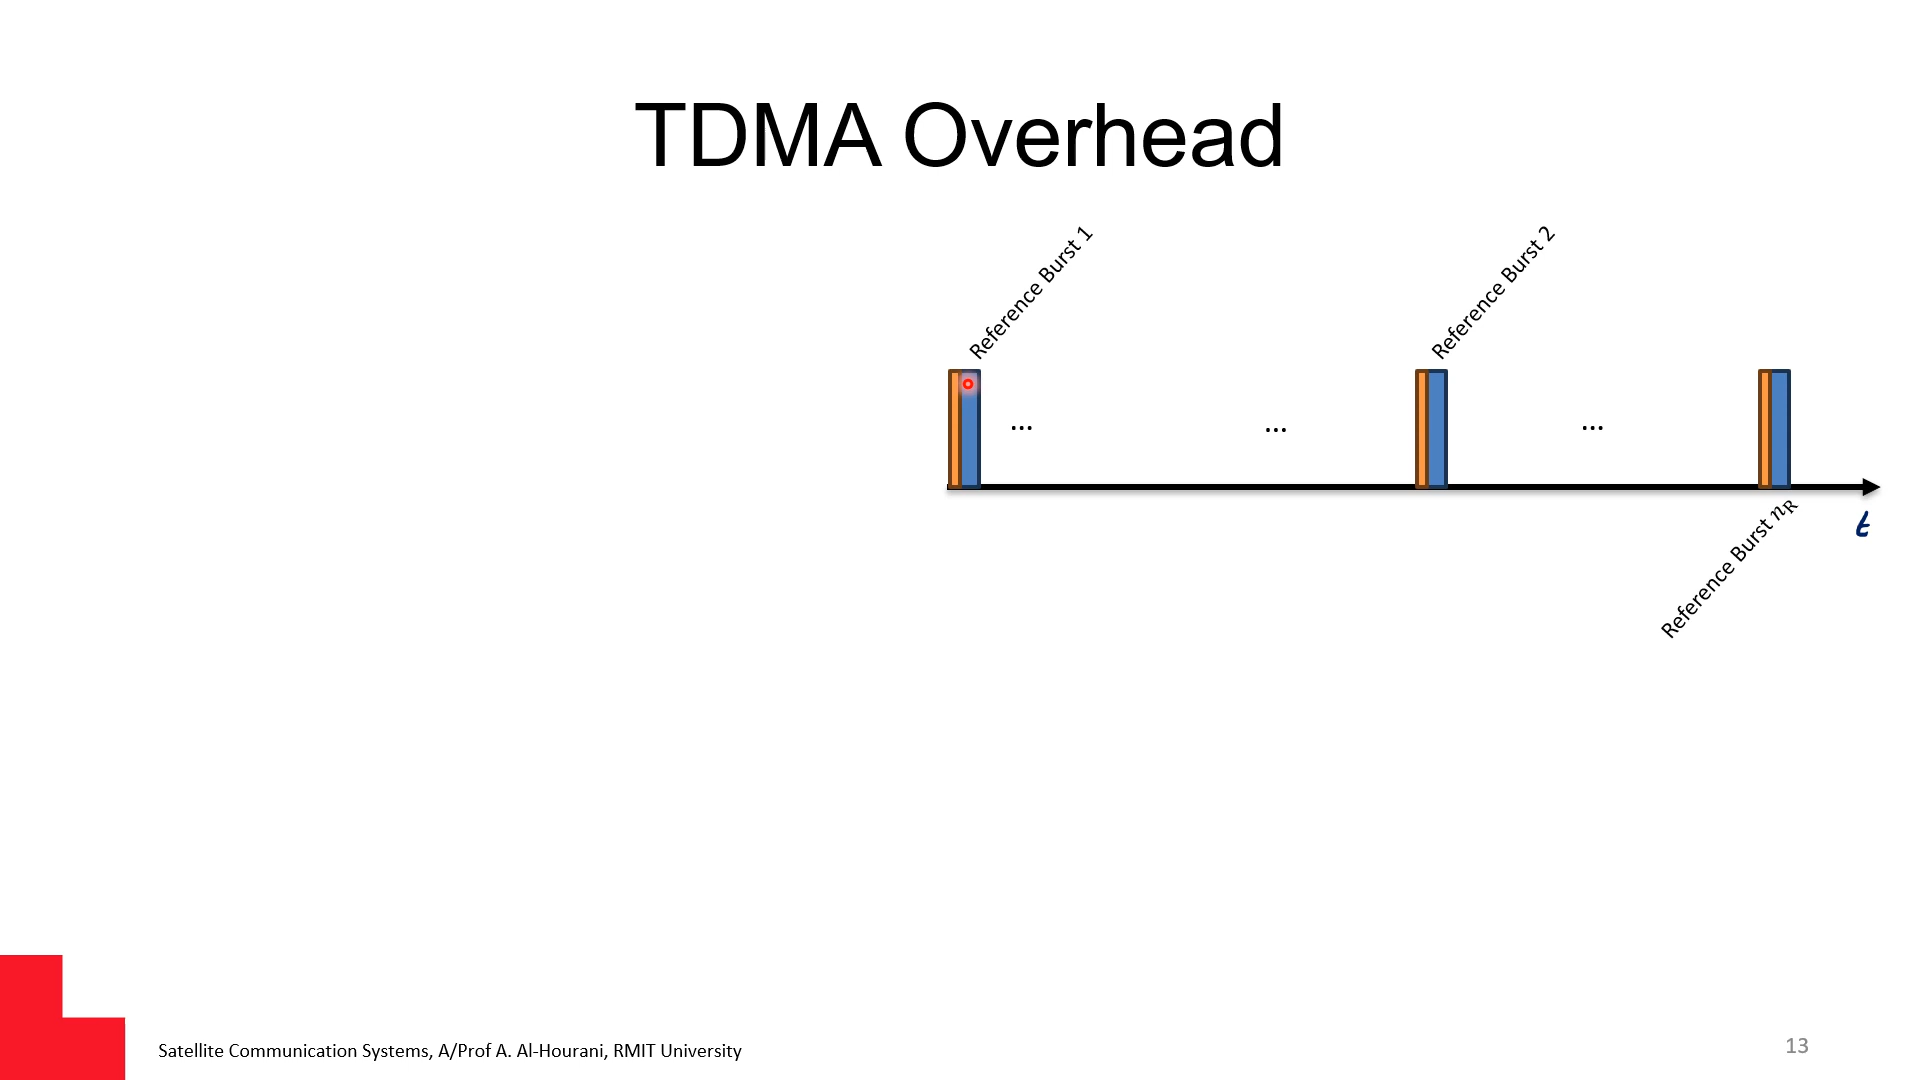 TDMA Overhead
Reference Burst 1
Reference Burst 2
...
...
...
t
Reference Burst nR
Satellite Communication Systems, A/Prof A. Al-Hourani, RMIT University
13